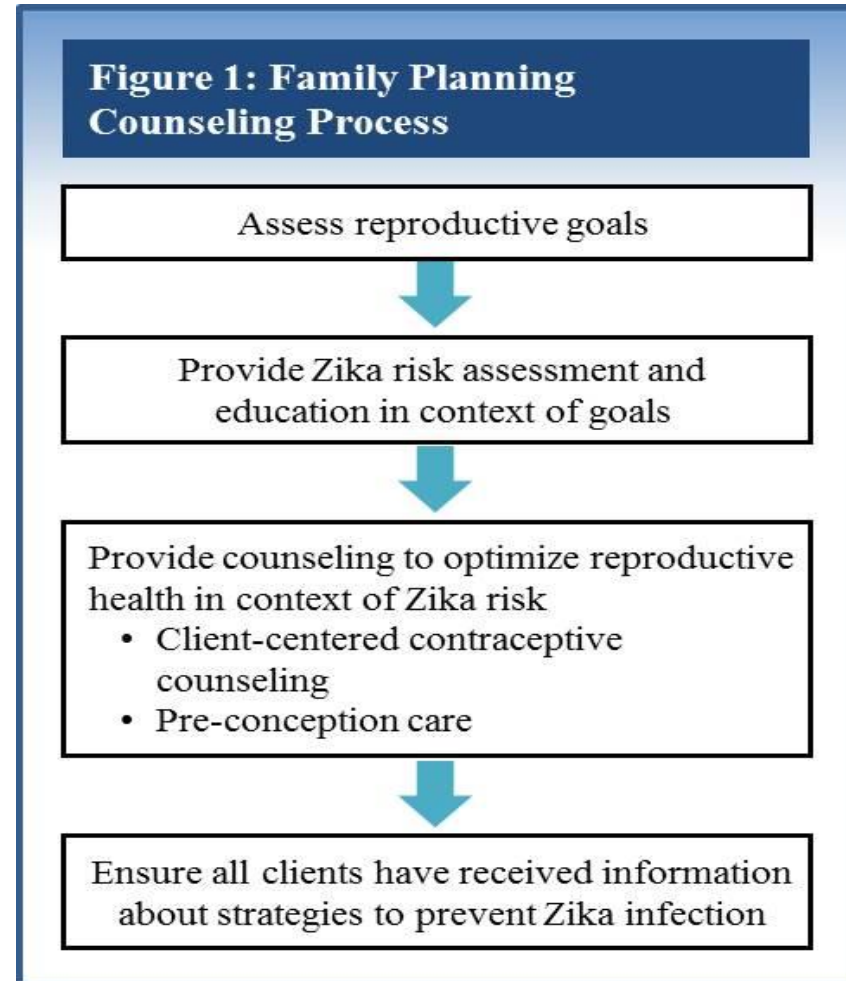 Figure 1: Family Planning
Counseling Process
Assess reproductive goals
Provide Zika risk assessment and
education in context of goals
Provide counseling to optimize reproductive
health in context of Zika risk
• Client-centered contraceptive
counseling
• Pre-conception care
Ensure all clients have received information
about strategies to prevent Zika infection